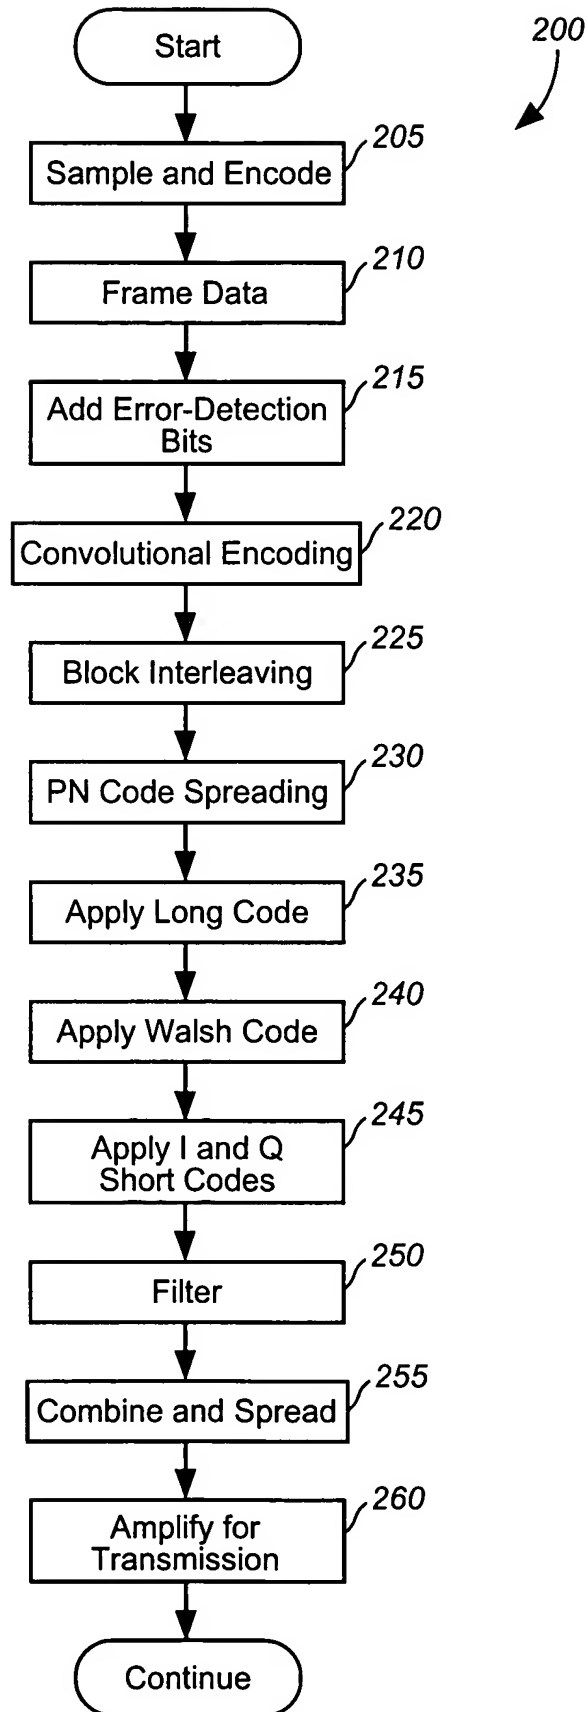 Start
200
205
Sample and Encode
210
Frame Data
215
Add Error-Detection
Bits
220
Convolutional Encoding
225
Block Interleaving
230
PN Code Spreading
235
Apply Long Code
240
Apply Walsh Code
245
Apply I and Q
Short Codes
250
Filter
255
Combine and Spread
260
Amplify for
Transmission
Continue